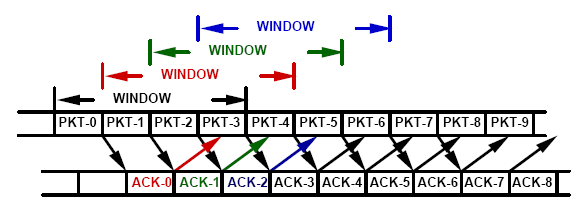 WINDOW
WINDOW
WINDOW
WINDOW
PKT-0 PKT-1 PKT-2 PKT-3 PKT-4 PKT-5 PKT-6 PKT-7 PKT-8 PKT-9
ACK-0 ACK-1 ACK-2 ACK-3 ACK-4 ACK-5 ACK-6 ACK-7 ACK-8